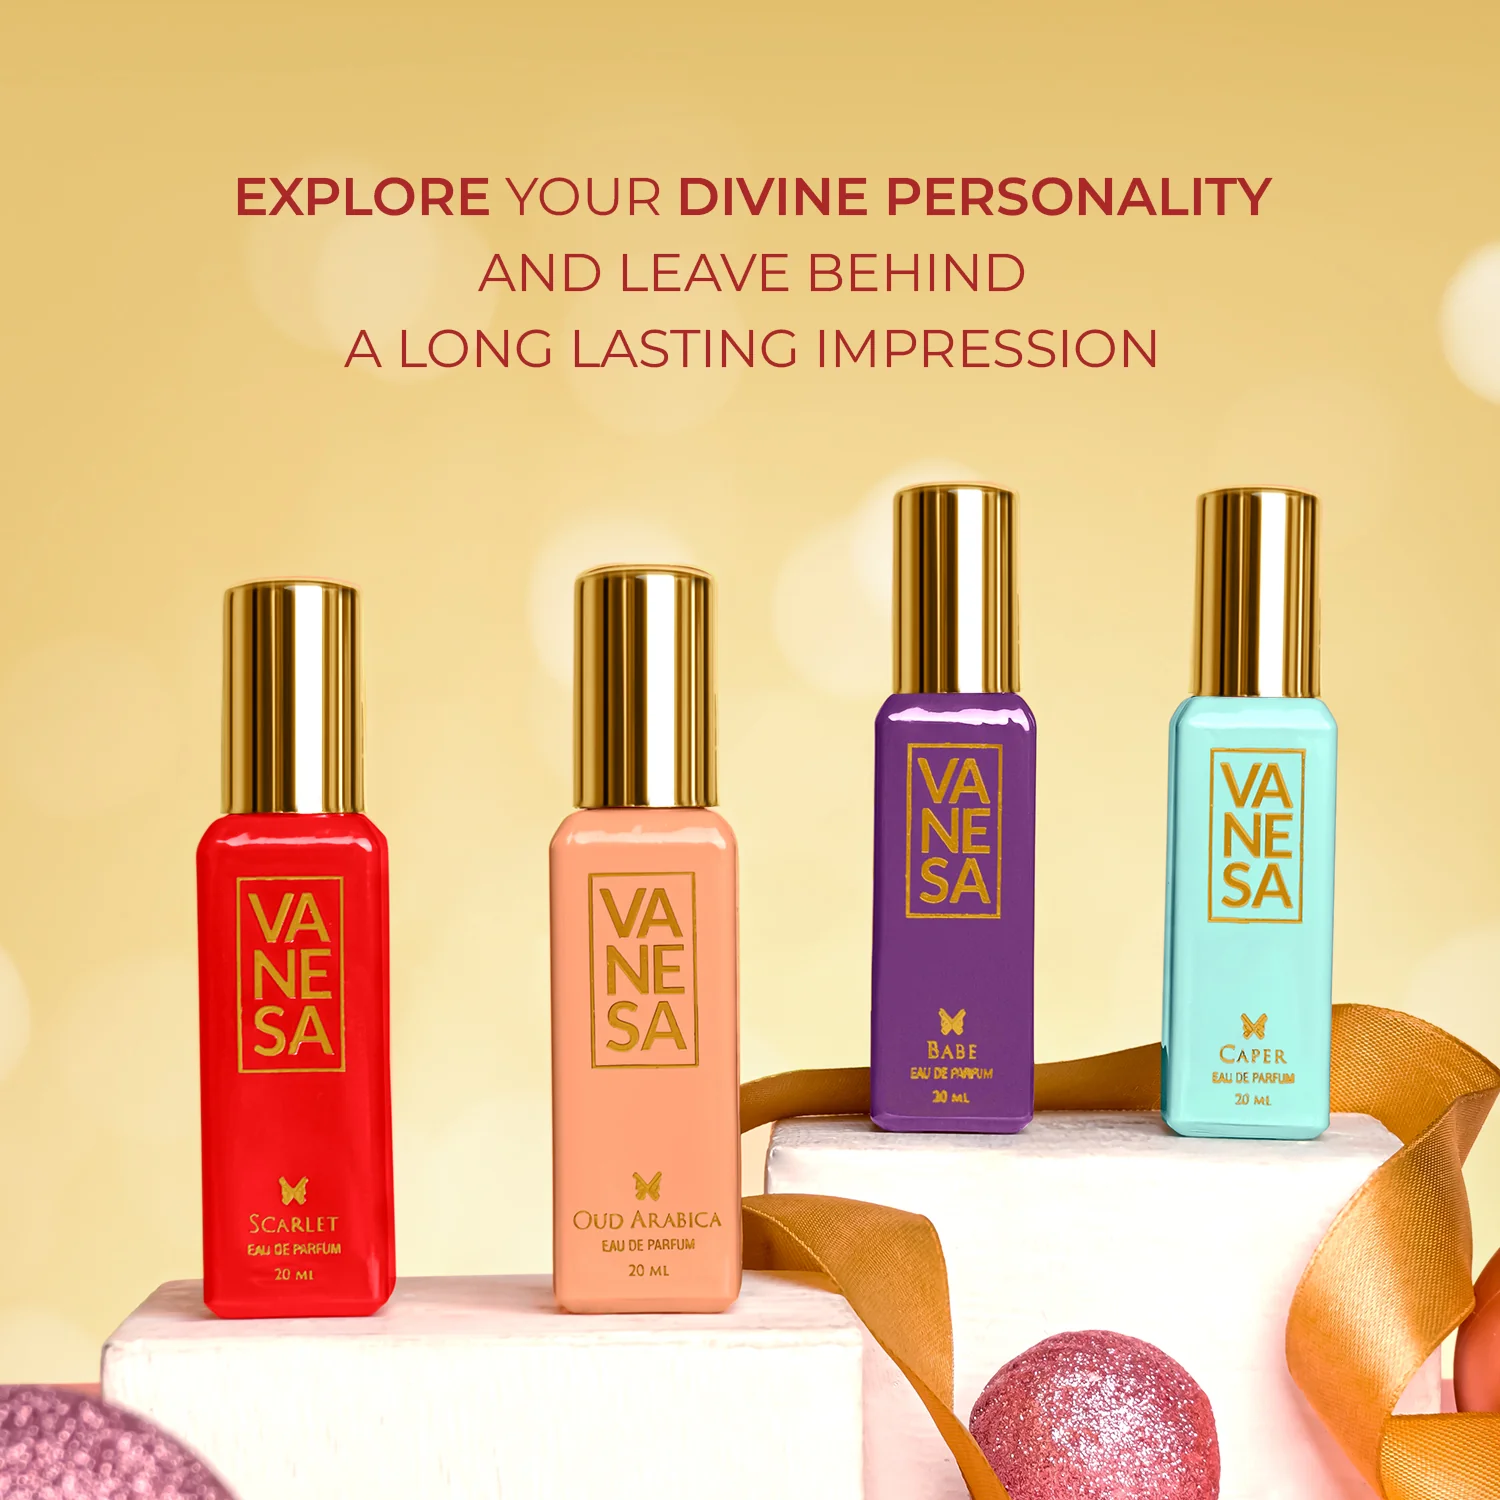 EXPLORE YOUR DIVINE PERSONALITY
AND LEAVE BEHIND
A LONG LASTING IMPRESSION
VA
NE
SA
SCARLET
EAU DE PARFUM
20 ML
VA
NE
SA
OUD ARABICA
EAU DE PARFUM
20 ML
VA
NE
SA
BABE
EAU DE PARFUM
20 ML
VA
NE
SA
CAPER
EAU DE PARFUM
20 ML